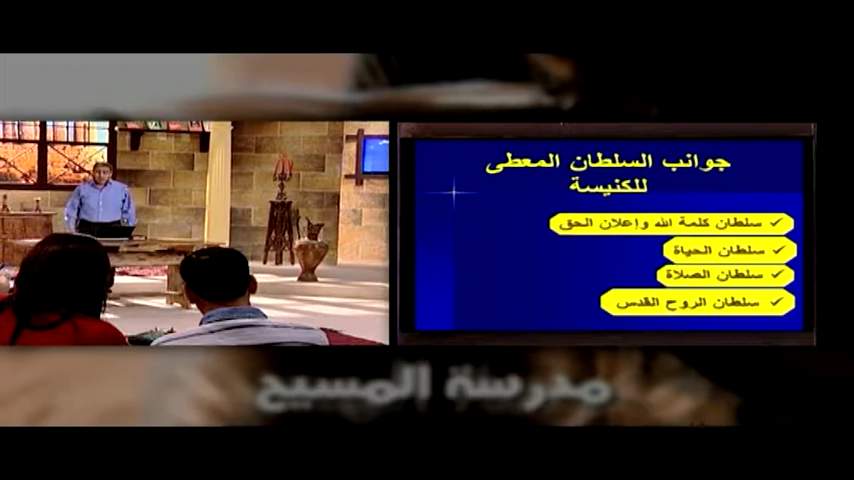 جوانب السلطان المعطى
للكنيسة
✓ سلطان كلمة الله وإعلان الحق
✓ سلطان الحياة
✓ سلطان الصلاة
✓ سلطان الروح القدس
مدرسة المسيح